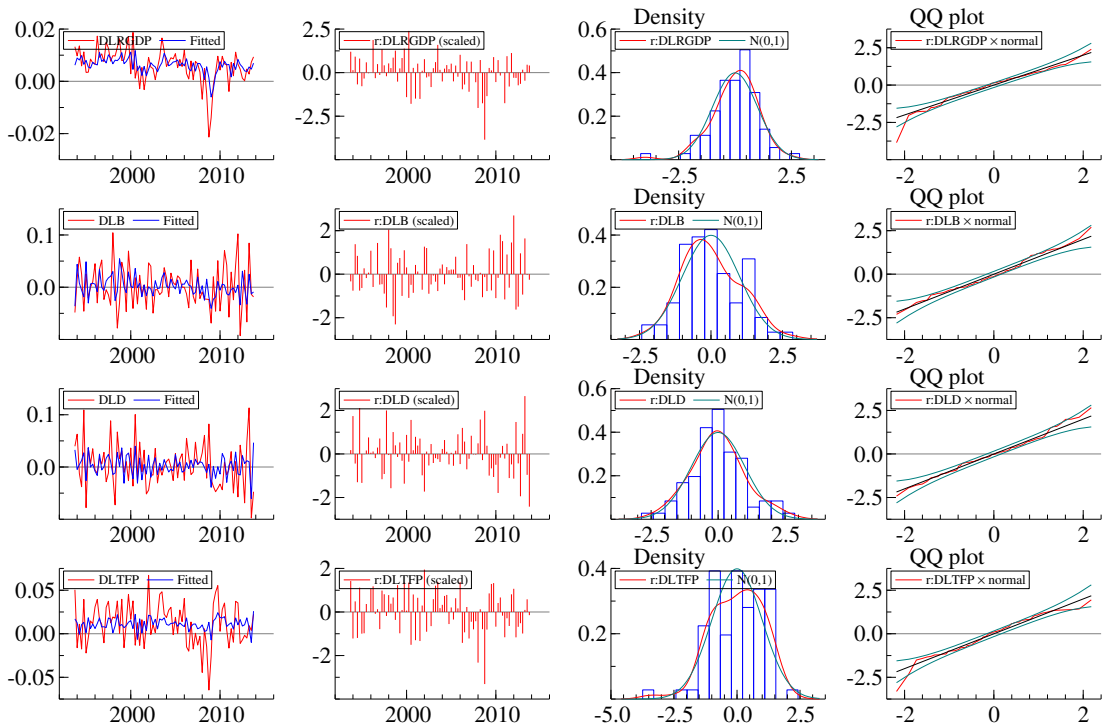 Density QQ plot
0.02 DLRGDP Fitted 2.5 r:DLRGDP (scaled) 0.6 r:DLRGDP N(0,1) 2.5 r:DLRGDP × normal
0.00 0.0 0.4 0.0
-0.02 -2.5 0.2 -2.5
2000 2010 2000 2010 -2.5 0.0 2.5 -2 0 2
Density QQ plot
0.1 DLB Fitted 2 r:DLB (scaled) 0.4 r:DLB N(0,1) 2.5 r:DLB × normal
0.0 0 0.2 0.0
-2 -2.5
2000 2010 2000 2010 -2.5 0.0 2.5 -2 0 2
Density QQ plot
0.1 DLD Fitted 2 r:DLD (scaled) 0.6 r:DLD N(0,1) 2.5 r:DLD × normal
0.0 0 0.4 0.0
-2 0.2 -2.5
2000 2010 2000 2010 -2.5 0.0 2.5 -2 0 2
Density QQ plot
0.05 DLTFP Fitted 2 r:DLTFP (scaled) 0.4 r:DLTFP N(0,1) 2.5 r:DLTFP × normal
0.00 0 0.2 0.0
-0.05 -2 -2.5
2000 2010 2000 2010 -5.0 -2.5 0.0 2.5 -2 0 2